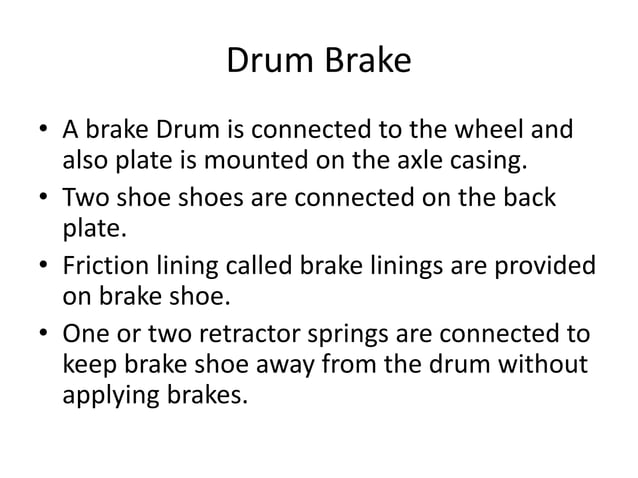 Drum Brake
• A brake Drum is connected to the wheel and
also plate is mounted on the axle casing.
• Two shoe shoes are connected on the back
plate.
• Friction lining called brake linings are provided
on brake shoe.
• One or two retractor springs are connected to
keep brake shoe away from the drum without
applying brakes.